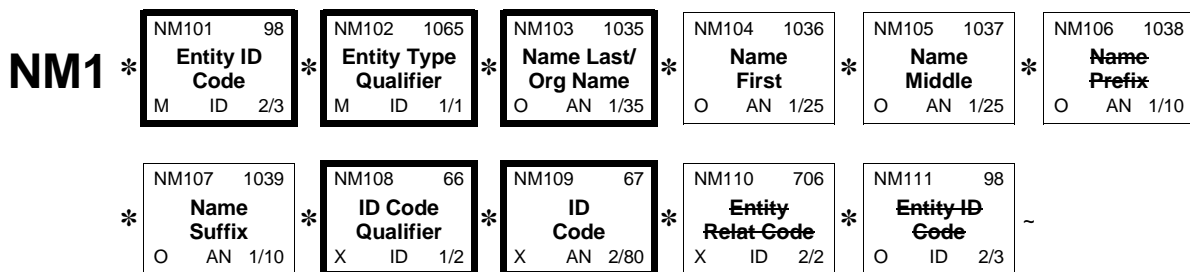 NM1 * NM101 98 * NM102 1065 * NM103 1035 * NM104 1036 * NM105 1037 * NM106 1038
Entity ID Entity Type Name Last/ Name Name Name
Code Qualifier Org Name First Middle Prefix
M ID 2/3 M ID 1/1 O AN 1/35 O AN 1/25 O AN 1/25 O AN 1/10
* NM107 1039 * NM108 66 * NM109 67 * NM110 706 * NM111 98 ~
Name ID Code ID Entity Entity ID
Suffix Qualifier Code Relat Code Code
O AN 1/10 X ID 1/2 X AN 2/80 X ID 2/2 O ID 2/3